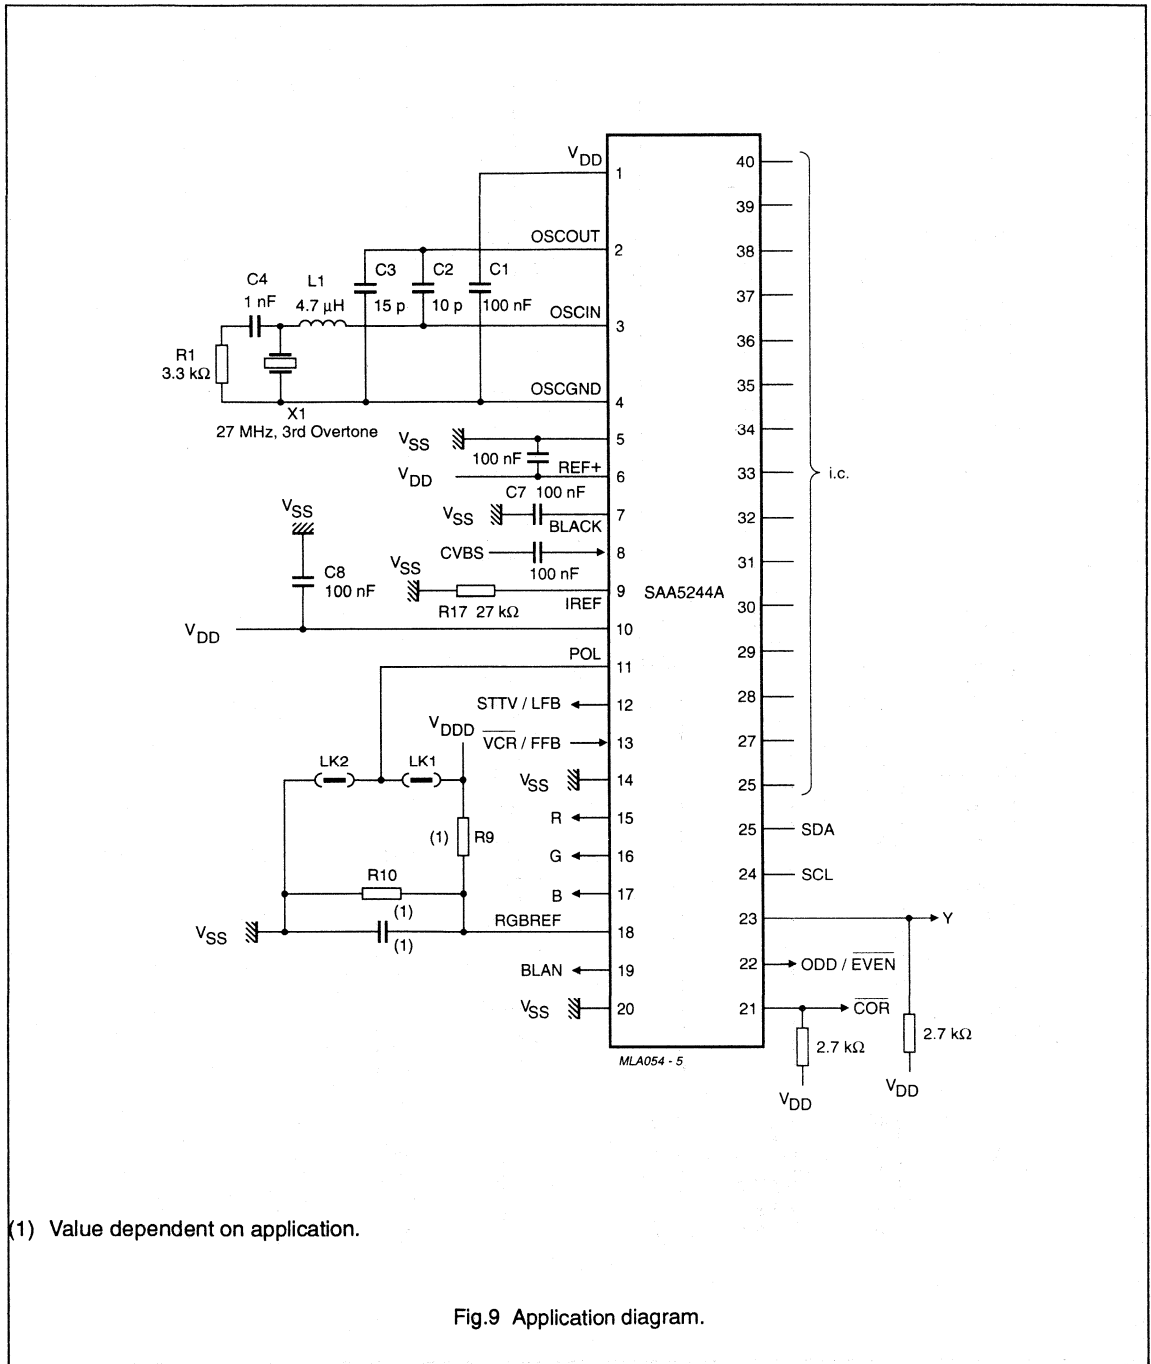 VDD
1
OSCOUT
2
C3
15 p
C2
10 p
C1
100 nF
C4
1 nF
L1
4.7 µH
OSCIN
3
R1
3.3 kΩ
OSCGND
4
X1
27 MHz, 3rd Overtone
VSS
5
100 nF
REF+
VDD
6
C7 100 nF
VSS
7
BLACK
CVBS
8
100 nF
VSS
C8
100 nF
VSS
9
R17 27 kΩ
IREF
SAA5244A
VDD
10
POL
11
STTV / LFB
12
VDDD
VCR / FFB
13
LK2
LK1
VSS
14
R
15
(1)
R9
G
16
R10
(1)
B
17
RGBREF
VSS
(1)
18
BLAN
19
VSS
20
40
39
38
37
36
35
34
33
i.c.
32
31
30
29
28
27
25
25
SDA
24
SCL
23
Y
22
ODD / EVEN
21
COR
2.7 kΩ
2.7 kΩ
VDD
VDD
MLA054 - 5
(1) Value dependent on application.
Fig.9 Application diagram.